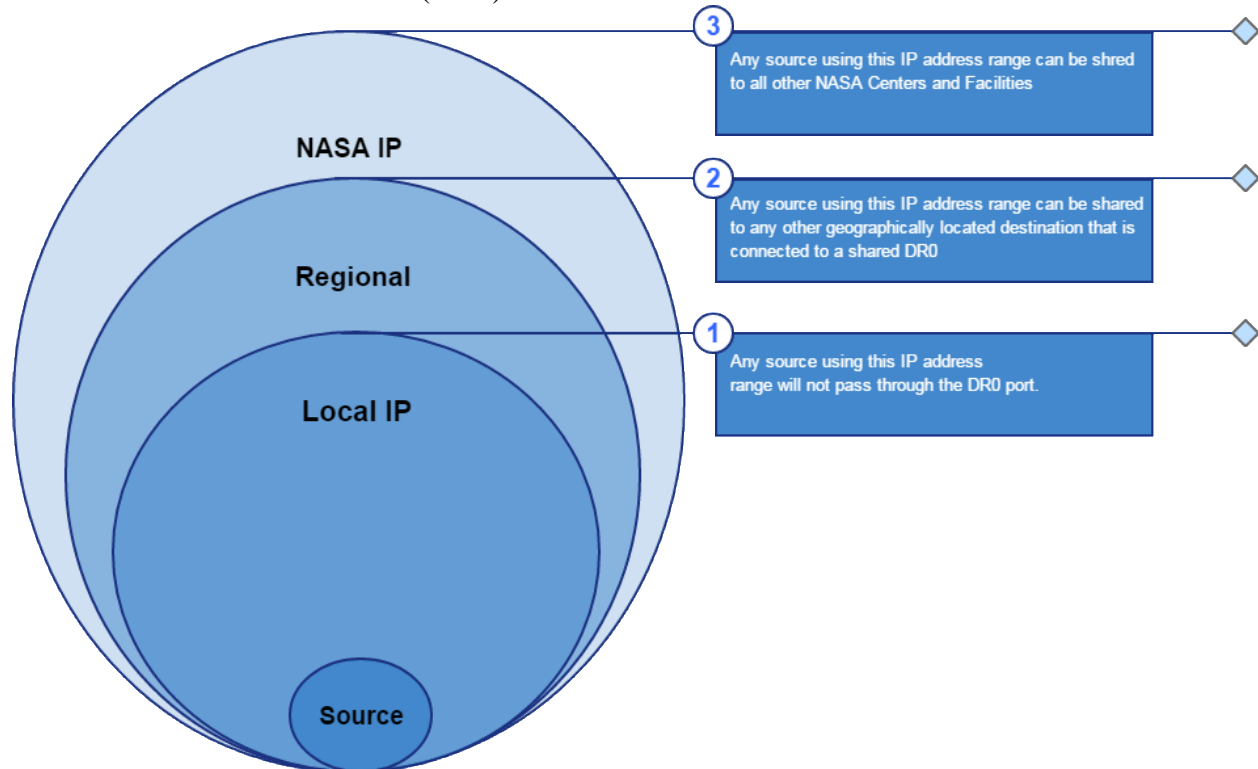 3
Any source using this IP address range can be shred
to all other NASA Centers and Facilities
NASA IP
2
Any source using this IP address range can be shared
to any other geographically located destination that is
connected to a shared DR0
Regional
1
Any source using this IP address
range will not pass through the DR0 port.
Local IP
Source